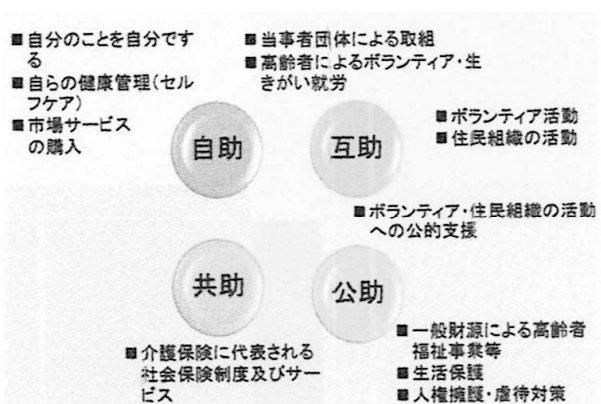 ■自分のことを自分です
る
■自らの健康管理(セル
フケア)
■市場サービス
の購入
■当事者団体による取組
■高齢者によるボランティア・生
きがい就労
自助
互助
■ボランティア活動
■住民組織の活動
■ボランティア・住民組織の活動
への公的支援
共助
公助
■介護保険に代表される
社会保険制度及びサー
ビス
■一般財源による高齢者
福祉事業等
■生活保護
■人権擁護・虐待対策